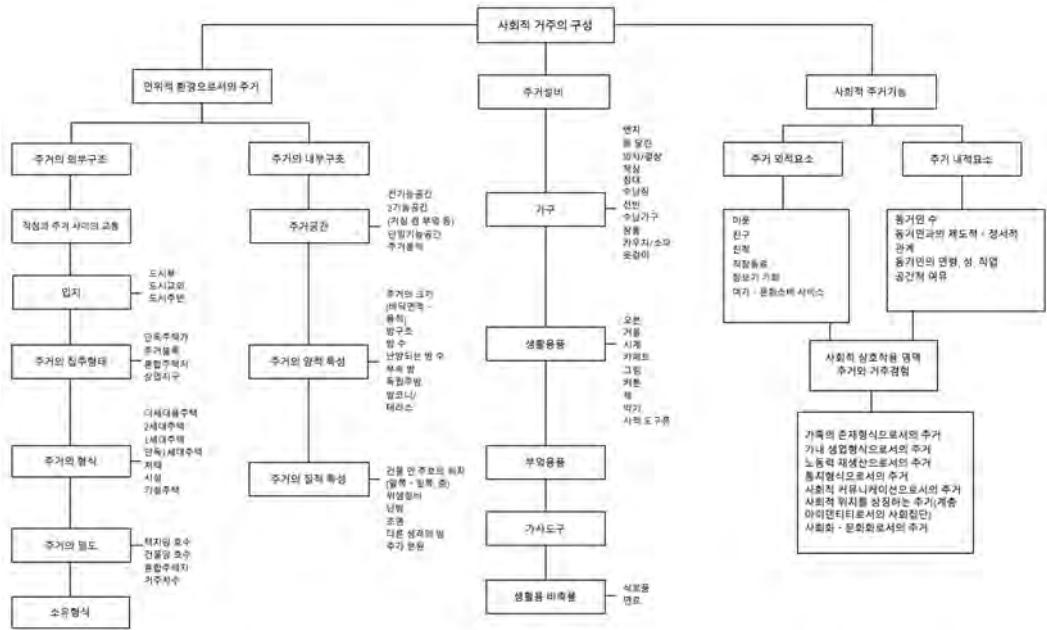 사회적 거주의 구성
인위적 환경으로서의 주거
주거설비
사회적 주거기능
주거의 외부구조
주거의 내부구조
주거 외적요소
주거 내적요소
직장과 주거 사이의 교통
입지
도시부
도시교외
도시주변
주거의 집주형태
단독주택가
주거블록
혼합주택지
상업지구
주거의 형식
다세대용주택
2세대주택
1세대주택
단독1세대주택
저택
시설
가설주택
주거의 밀도
택지당 호수
건물당 호수
혼합주택지
거주자수
소유형식
주거공간
전기능공간
2기능공간
(거실 겸 부엌 등)
단일기능공간
주거품목
주거의 양적 특성
주거의 크기
(바닥면적・
용적)
방구조
방 수
난방되는 방 수
부속 방
독립주방
발코니/
테라스
주거의 질적 특성
건물 안 주호의 위치
(앞쪽・뒷쪽, 층)
위생설비
난방
조명
다른 성격의 방
주가 현원
가구
벤치
등 달린
의자/평상
책상
침대
수납장
선반
수납가구
장롱
카우치/소파
옷걸이
생활용품
오븐
거울
시계
카페트
그림
커튼
책
악기
사적 도구류
부엌용품
가사도구
생활용 비축물
식료품
연료
이웃
친구
친척
직장동료
장보기 기회
여가・문화소비 서비스
동거인 수
동거인과의 제도적・정서적
관계
동거인의 연령, 성, 직업
공간적 여유
사회적 상호작용 영역
주거와 거주경험
가족의 존재형식으로서의 주거
가내 생업형식으로서의 주거
노동력 재생산으로서의 주거
통치형식으로서의 주거
사회적 커뮤니케이션으로서의 주거
사회적 위치를 상징하는 주거(계층
아이덴티티로서의 사회집단)
사회화・문화화로서의 주거